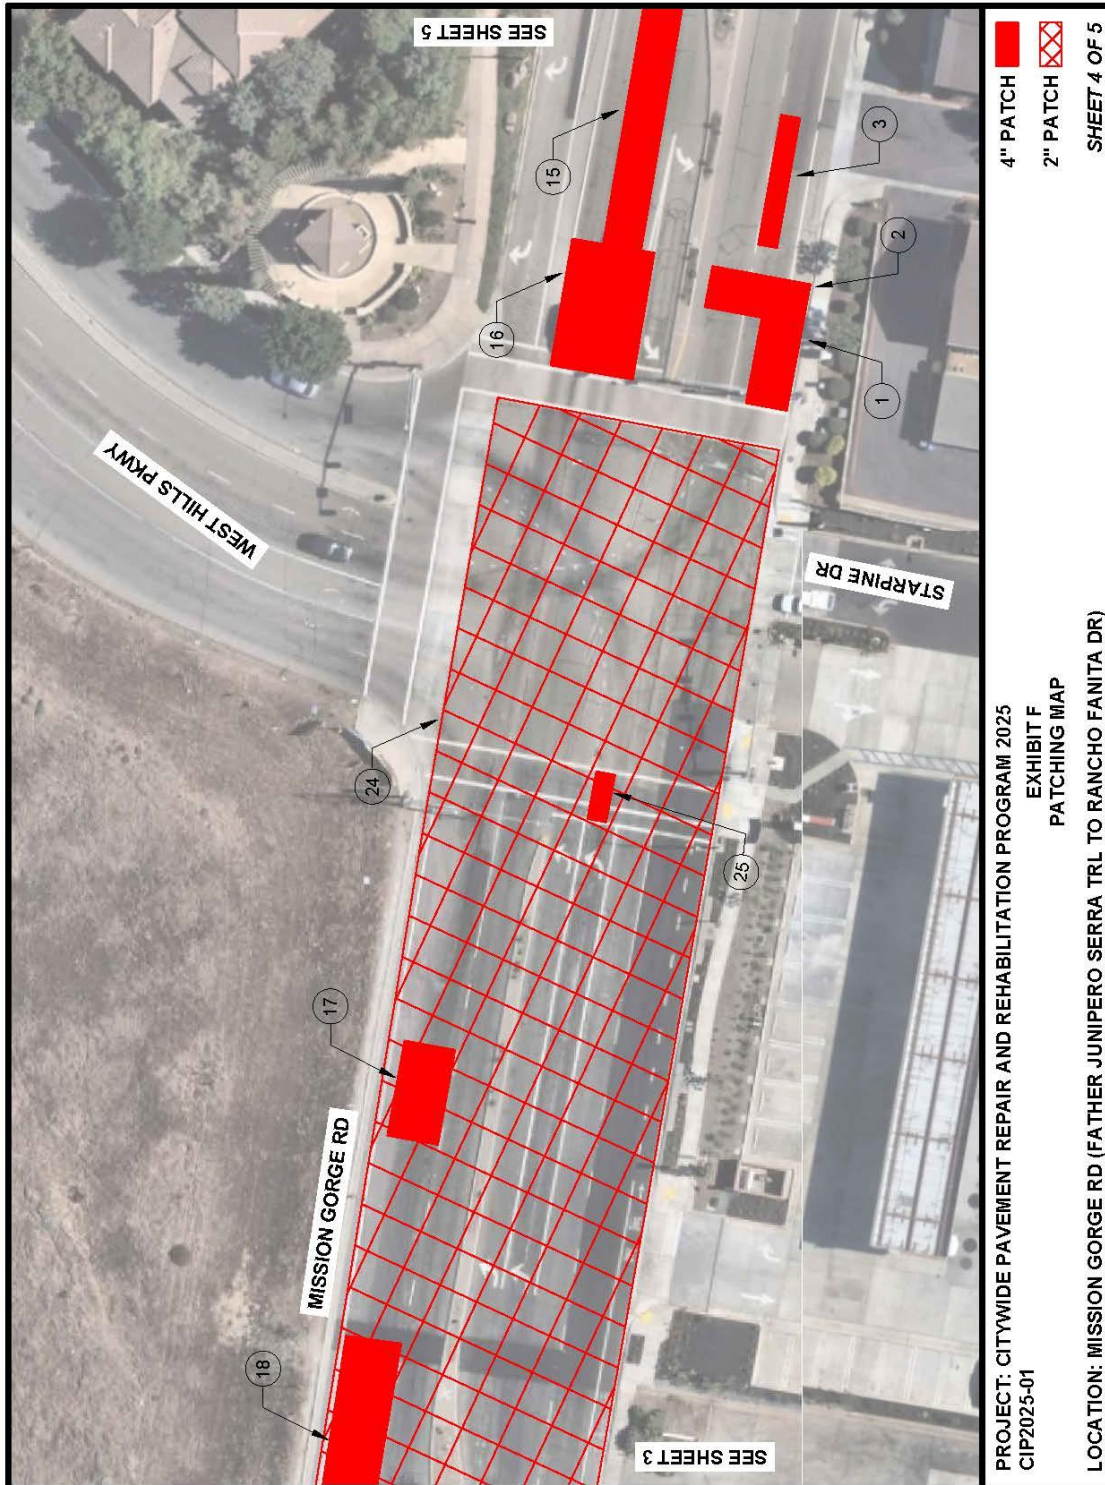 SEE SHEET 5
15
16
3
2
1
WEST HILLS PKWY
STARPINE DR
24
25
17
MISSION GORGE RD
18
SEE SHEET 3
PROJECT: CITYWIDE PAVEMENT REPAIR AND REHABILITATION PROGRAM 2025
CIP2025-01
EXHIBIT F
PATCHING MAP
LOCATION: MISSION GORGE RD (FATHER JUNIPERO SERRA TRL TO RANCHO FANITA DR)
4" PATCH
2" PATCH
SHEET 4 OF 5